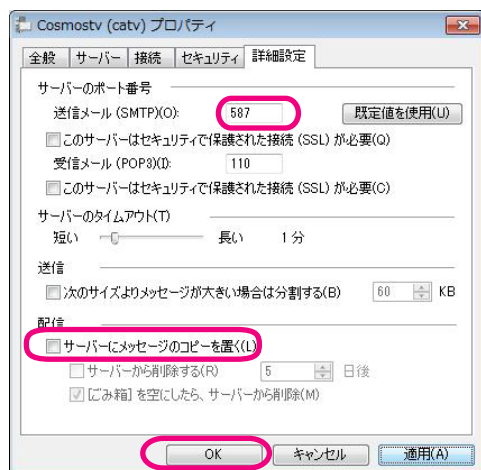 Cosmostv (catv) プロパティ
全般 サーバー 接続 セキュリティ 詳細設定
サーバーのポート番号
送信メール (SMTP)(O): 587 既定値を使用(U)
このサーバーはセキュリティで保護された接続 (SSL) が必要(Q)
受信メール (POP3)(I): 110
このサーバーはセキュリティで保護された接続 (SSL) が必要(C)
サーバーのタイムアウト(T)
短い 長い 1 分
送信
次のサイズよりメッセージが大きい場合は分割する(B) 60 KB
配信
サーバーにメッセージのコピーを置く(L)
サーバーから削除する(R) 5 日後
[ごみ箱] を空にしたら、サーバーから削除(M)
OK キャンセル 適用(A)